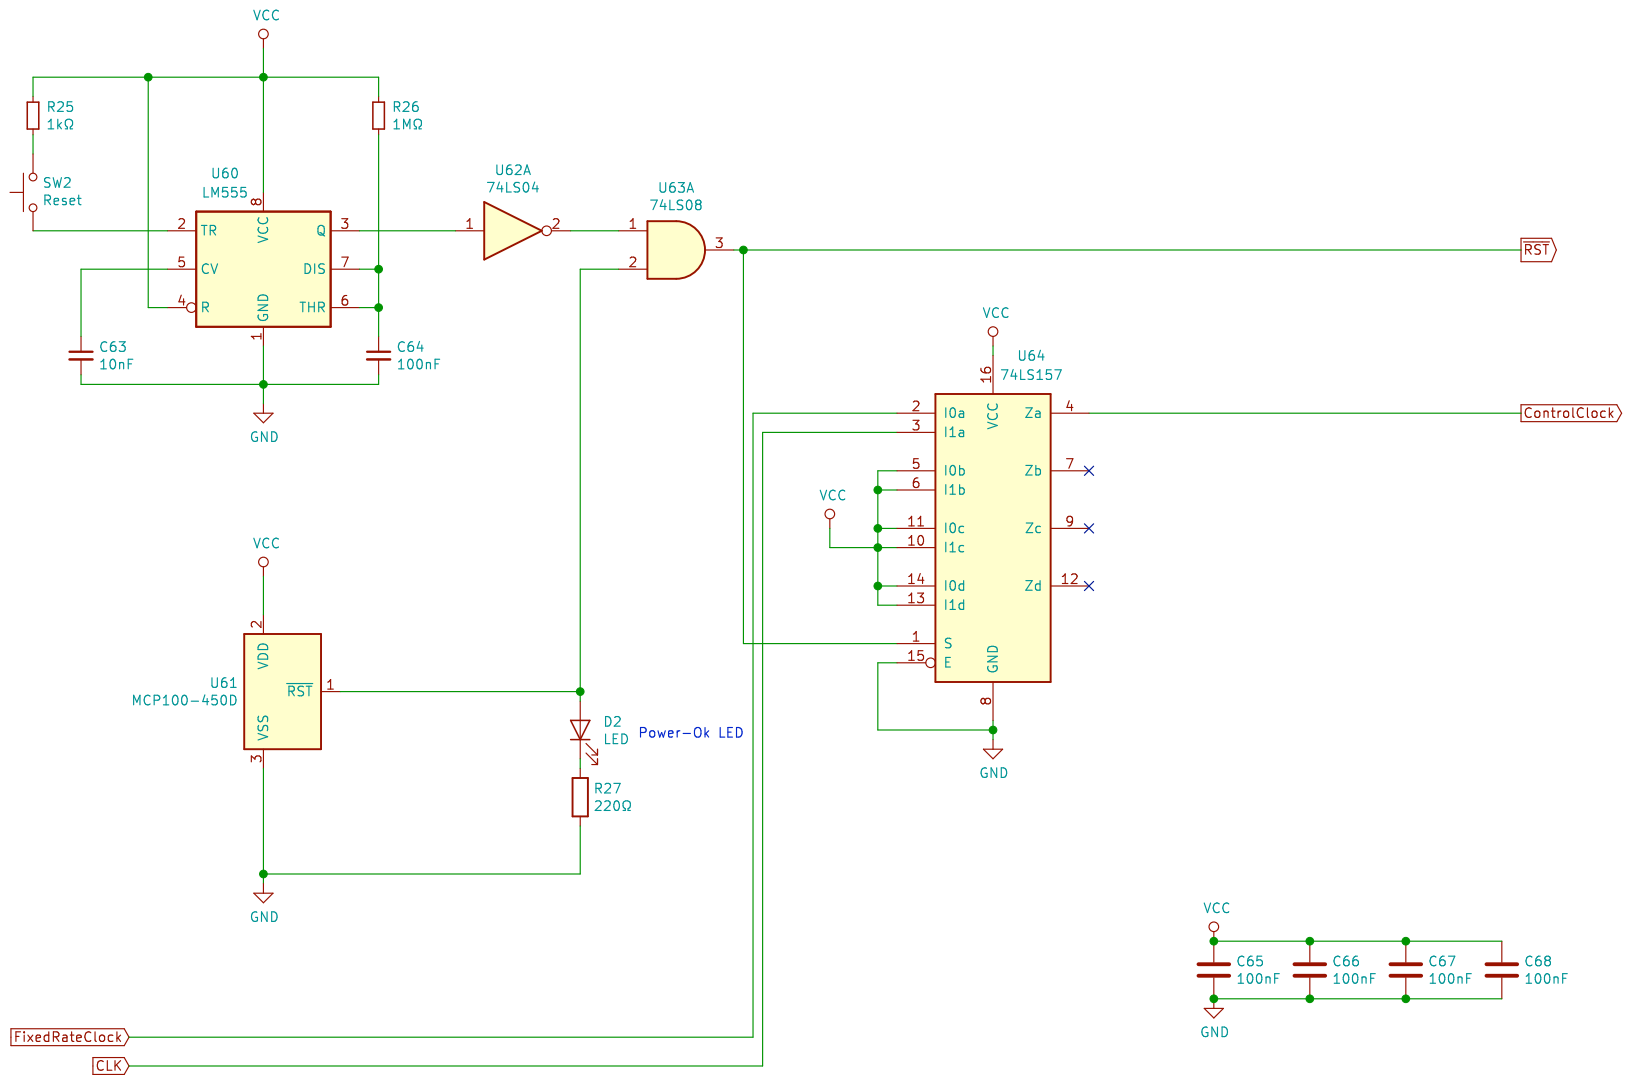 VCC
R25
1kΩ
R26
1MΩ
SW2
Reset
U60
LM555
8
2
TR
VCC
Q
3
5
CV
DIS
7
4
R
GND
THR
6
1
C63
10nF
C64
100nF
GND
U62A
74LS04
1
2
U63A
74LS08
1
2
3
RST
VCC
U64
74LS157
16
2
I0a
VCC
Za
4
ControlClock
3
I1a
5
I0b
Zb
7
6
I1b
VCC
11
I0c
Zc
9
10
I1c
14
I0d
Zd
12
13
I1d
1
S
15
E
GND
8
GND
VCC
2
VDD
U61
MCP100-450D
RST
1
VSS
3
GND
D2
LED
Power-Ok LED
R27
220Ω
VCC
C65
100nF
C66
100nF
C67
100nF
C68
100nF
GND
FixedRateClock
CLK